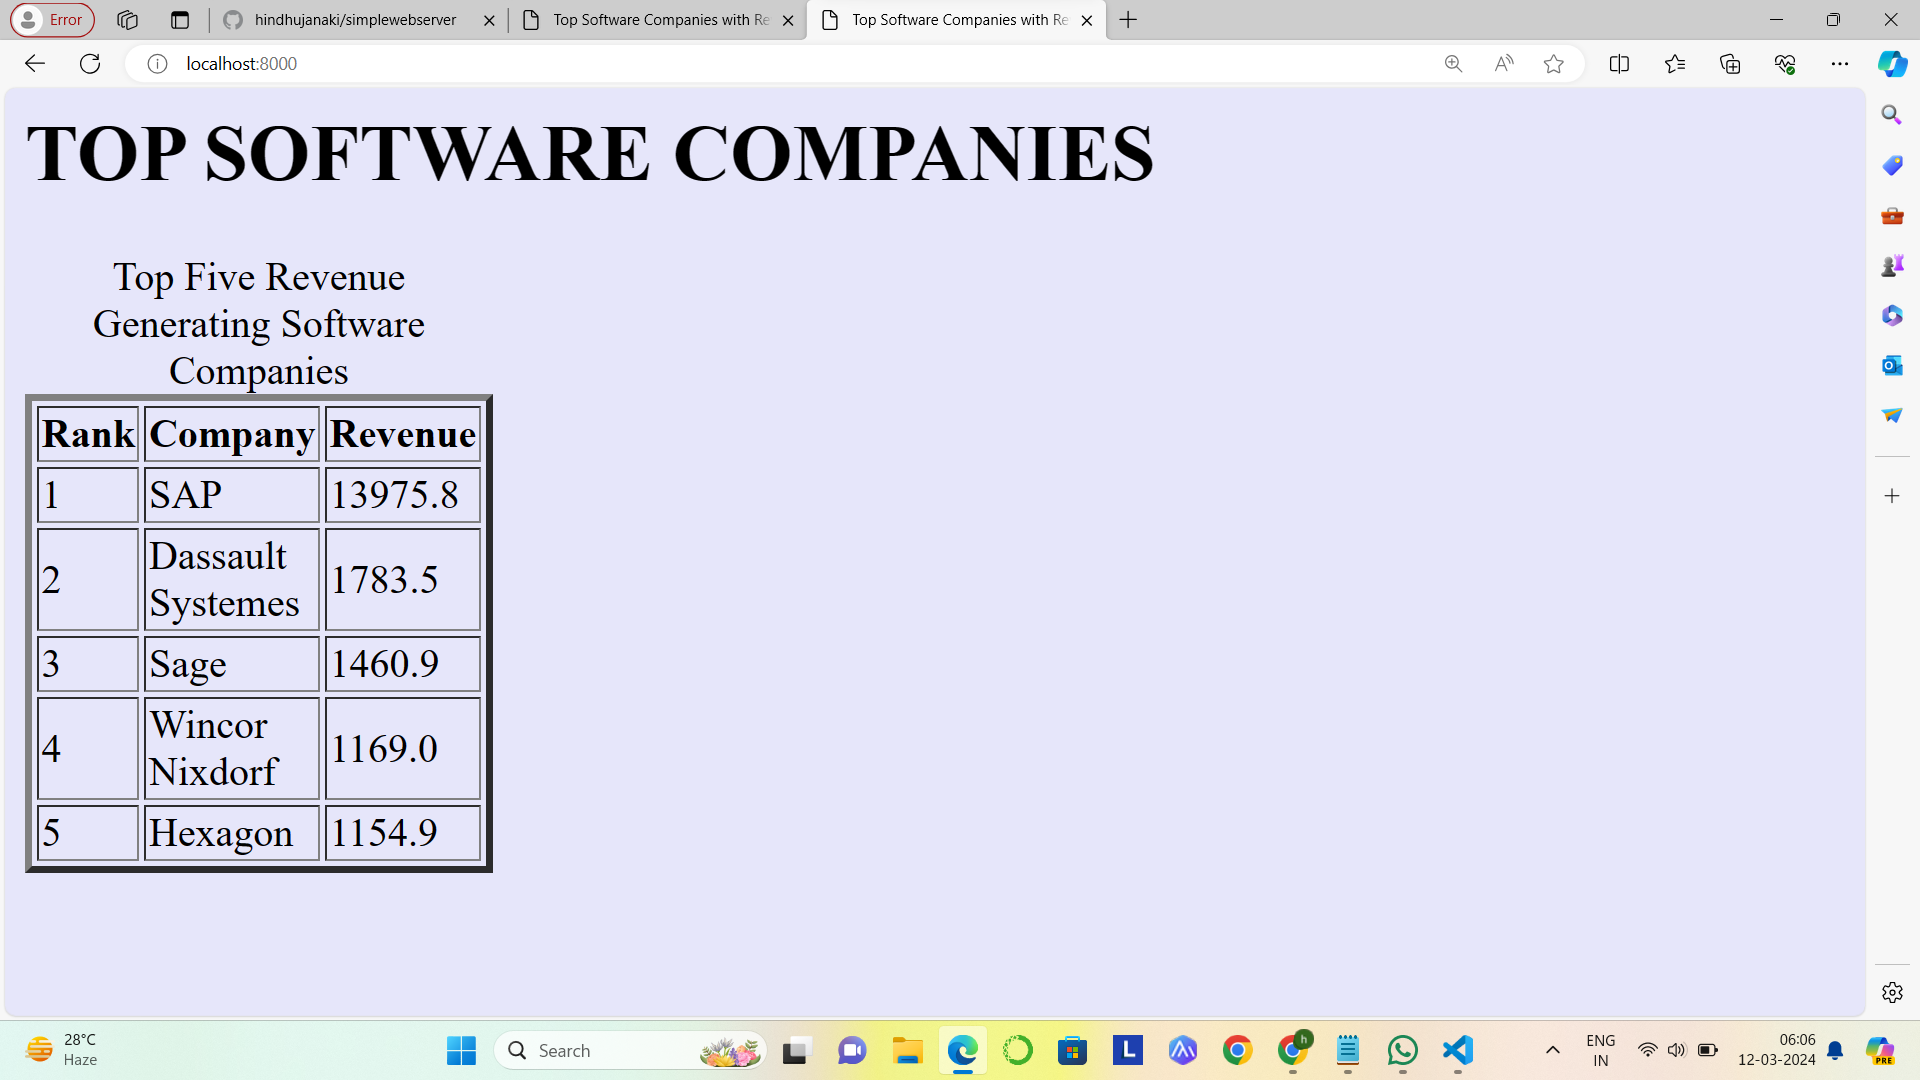 Error
hindhujanaki/simplewebserver
Top Software Companies with Re
Top Software Companies with Re
localhost:8000
TOP SOFTWARE COMPANIES
Top Five Revenue
Generating Software
Companies
Rank Company Revenue
1 SAP 13975.8
2 Dassault Systemes 1783.5
3 Sage 1460.9
4 Wincor Nixdorf 1169.0
5 Hexagon 1154.9
28°C
Haze
Search
L
h
ENG
IN
06:06
12-03-2024
PRE